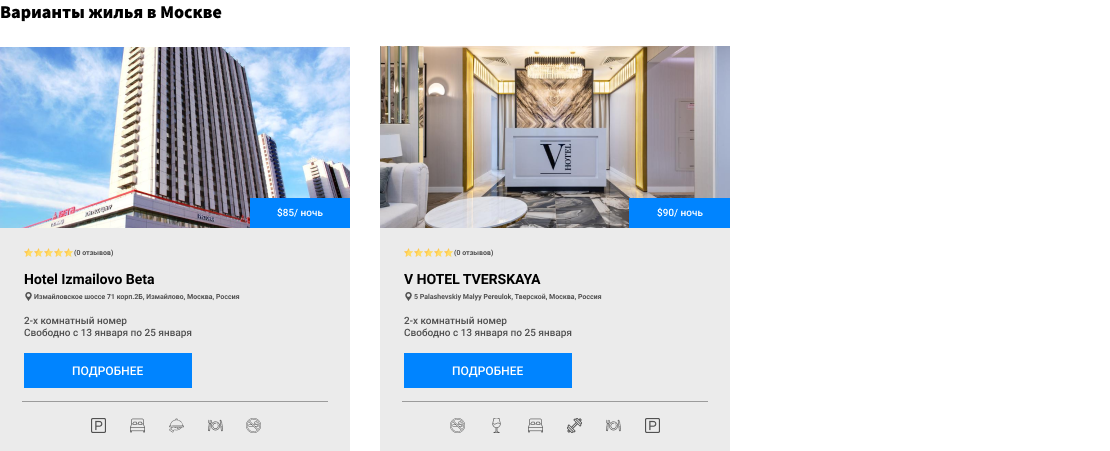 Варианты жилья в Москве
$85/ ночь
(0 отзывов)
Hotel Izmailovo Beta
Измайловское шоссе 71 корп.2Б, Измайлово, Москва, Россия
2-х комнатный номер
Свободно с 13 января по 25 января
ПОДРОБНЕЕ
P
V
HOTEL
$90/ ночь
(0 отзывов)
V HOTEL TVERSKAYA
5 Palashevskiy Malyy Pereulok, Тверской, Москва, Россия
2-х комнатный номер
Свободно с 13 января по 25 января
ПОДРОБНЕЕ
P